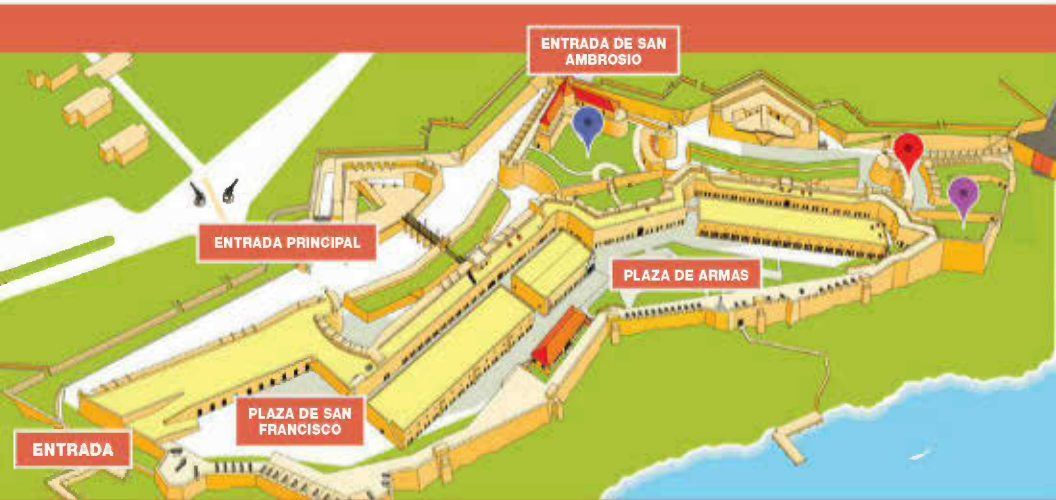 ENTRADA DE SAN
AMBROSIO
ENTRADA PRINCIPAL
PLAZA DE ARMAS
PLAZA DE SAN
FRANCISCO
ENTRADA